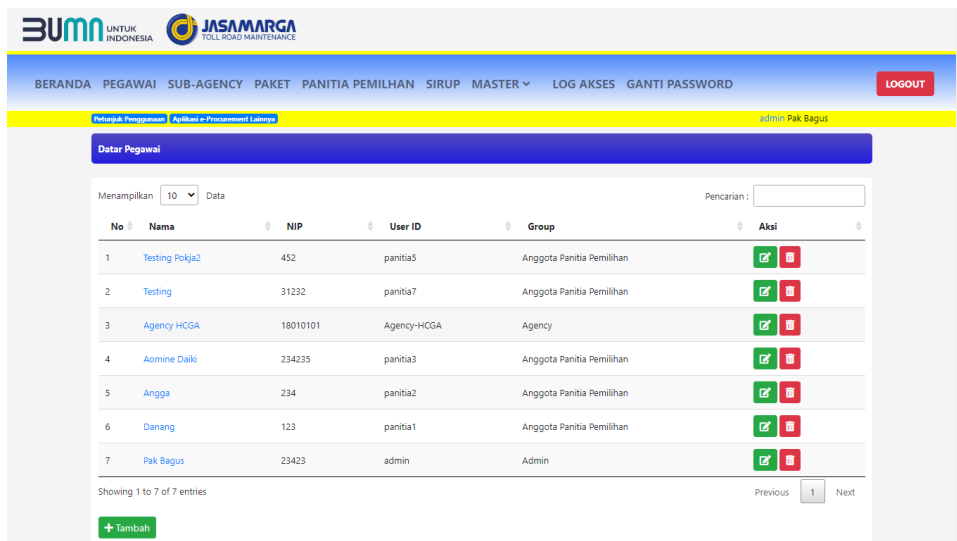 BUMN UNTUK INDONESIA
JASAMARGA TOLL ROAD MAINTENANCE
BERANDA PEGAWAI SUB-AGENCY PAKET PANITIA PEMILHAN SIRUP MASTER LOG AKSES GANTI PASSWORD LOGOUT
Petunjuk Penggunaan Aplikasi e-Procurement Lainnya admin Pak Bagus
Datar Pegawai
Menampilkan 10 Data Pencarian :
No Nama NIP User ID Group Aksi
1 Testing Pokja2 452 panitia5 Anggota Panitia Pemilihan
2 Testing 31232 panitia7 Anggota Panitia Pemilihan
3 Agency HCGA 18010101 Agency-HCGA Agency
4 Aomine Daiki 234235 panitia3 Anggota Panitia Pemilihan
5 Angga 234 panitia2 Anggota Panitia Pemilihan
6 Danang 123 panitia1 Anggota Panitia Pemilihan
7 Pak Bagus 23423 admin Admin
Showing 1 to 7 of 7 entries Previous 1 Next
+ Tambah